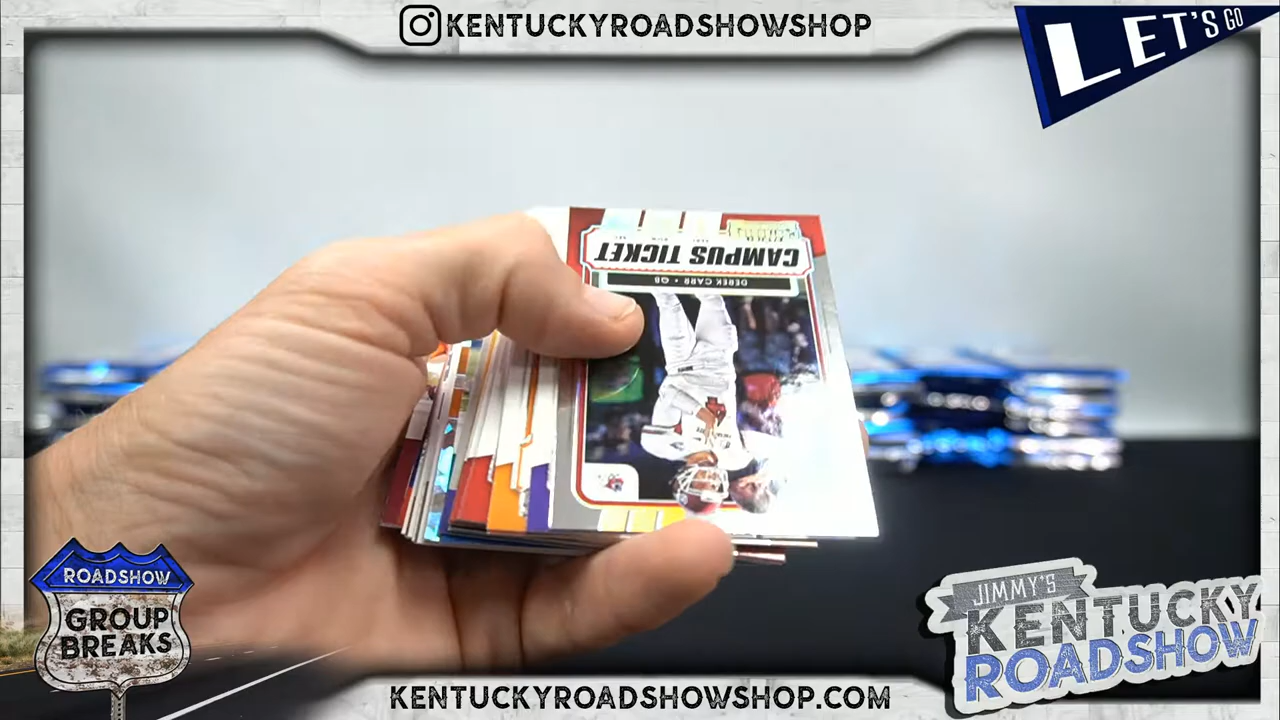 KENTUCKYROADSHOWSHOP
LET'S GO
CAMPUS TICKET
DEREK CARR • QB
ROADSHOW
GROUP
BREAKS
JIMMY'S
KENTUCKY
ROADSHOW
KENTUCKYROADSHOWSHOP.COM